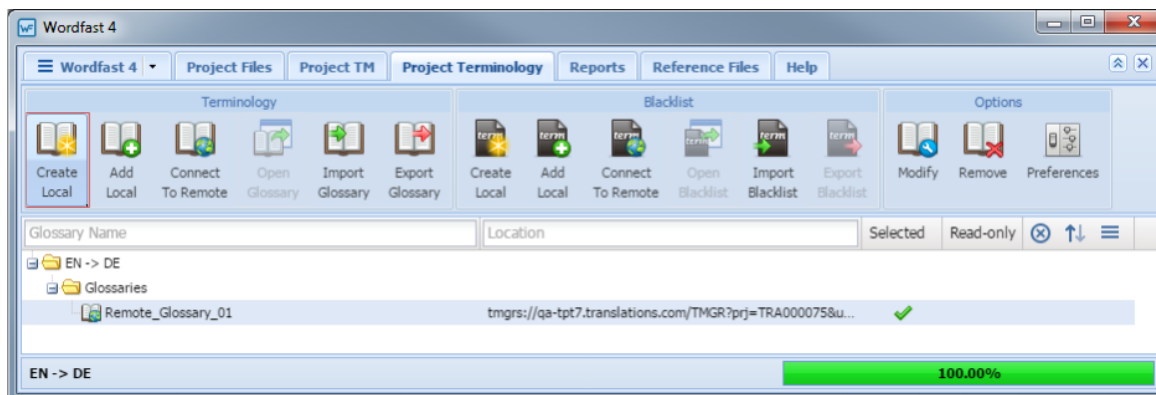 Wordfast 4
Wordfast 4 Project Files Project TM Project Terminology Reports Reference Files Help
Terminology Blacklist Options
Create Local Add Local Connect To Remote Open Glossary Import Glossary Export Glossary Create Local Add Local Connect To Remote Open Blacklist Import Blacklist Export Blacklist Modify Remove Preferences
Glossary Name Location Selected Read-only
EN -> DE
Glossaries
Remote_Glossary_01 tmgrs://qa-tpt7.translations.com/TMGR?prj=TRA000075&u...
EN -> DE 100.00%